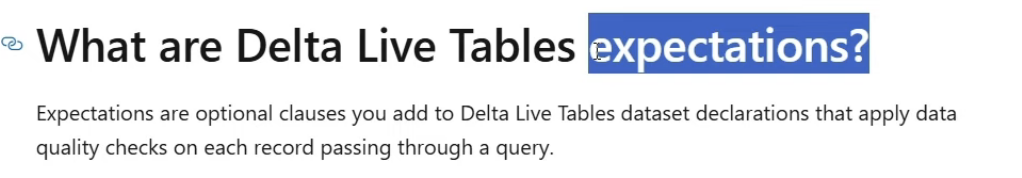 What are Delta Live Tables expectations?
Expectations are optional clauses you add to Delta Live Tables dataset declarations that apply data
quality checks on each record passing through a query.